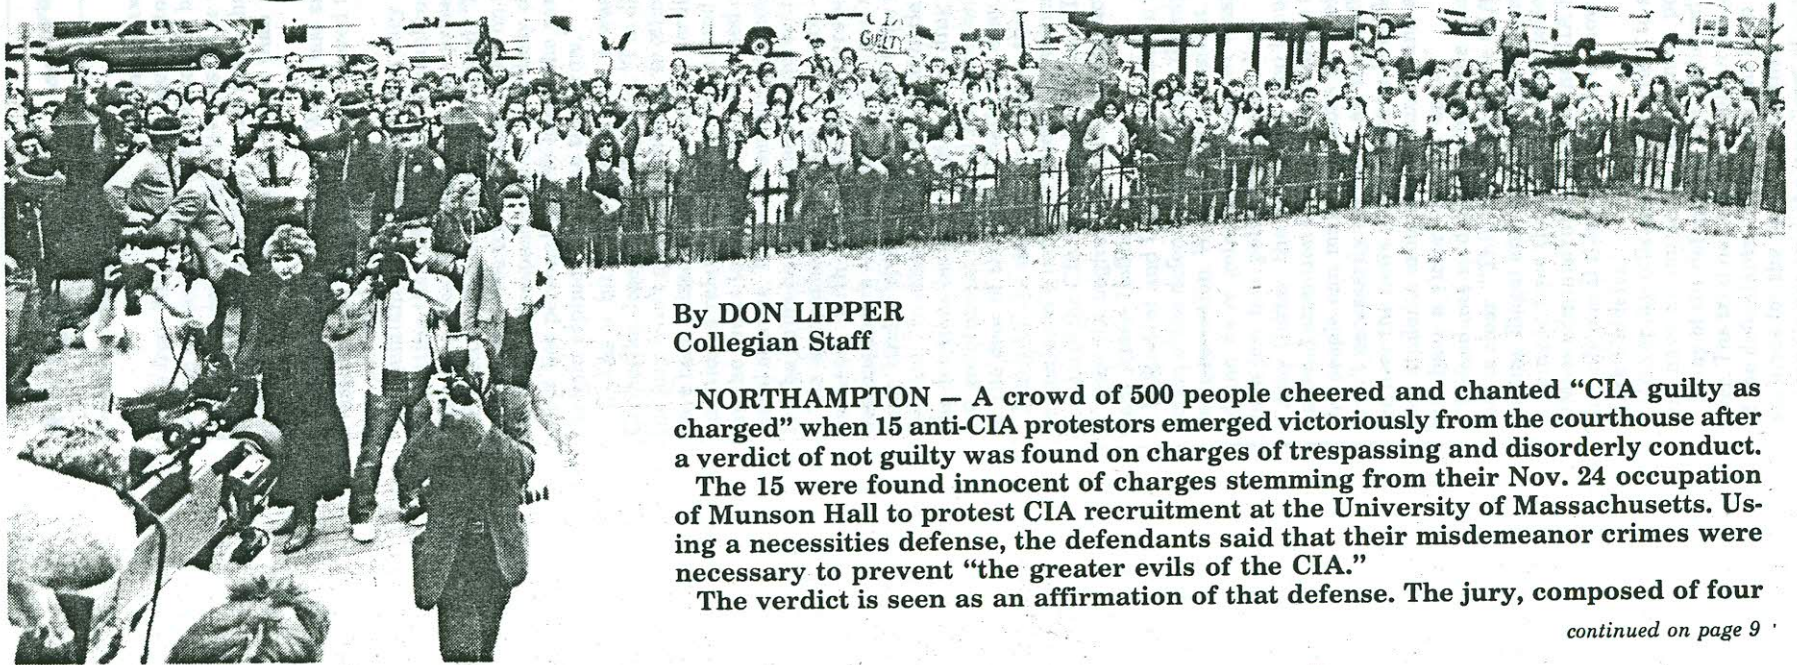 CIA
GUILTY
By DON LIPPER
Collegian Staff
NORTHAMPTON — A crowd of 500 people cheered and chanted “CIA guilty as
charged” when 15 anti-CIA protestors emerged victoriously from the courthouse after
a verdict of not guilty was found on charges of trespassing and disorderly conduct.
The 15 were found innocent of charges stemming from their Nov. 24 occupation
of Munson Hall to protest CIA recruitment at the University of Massachusetts. Us-
ing a necessities defense, the defendants said that their misdemeanor crimes were
necessary to prevent “the greater evils of the CIA.”
The verdict is seen as an affirmation of that defense. The jury, composed of four
continued on page 9